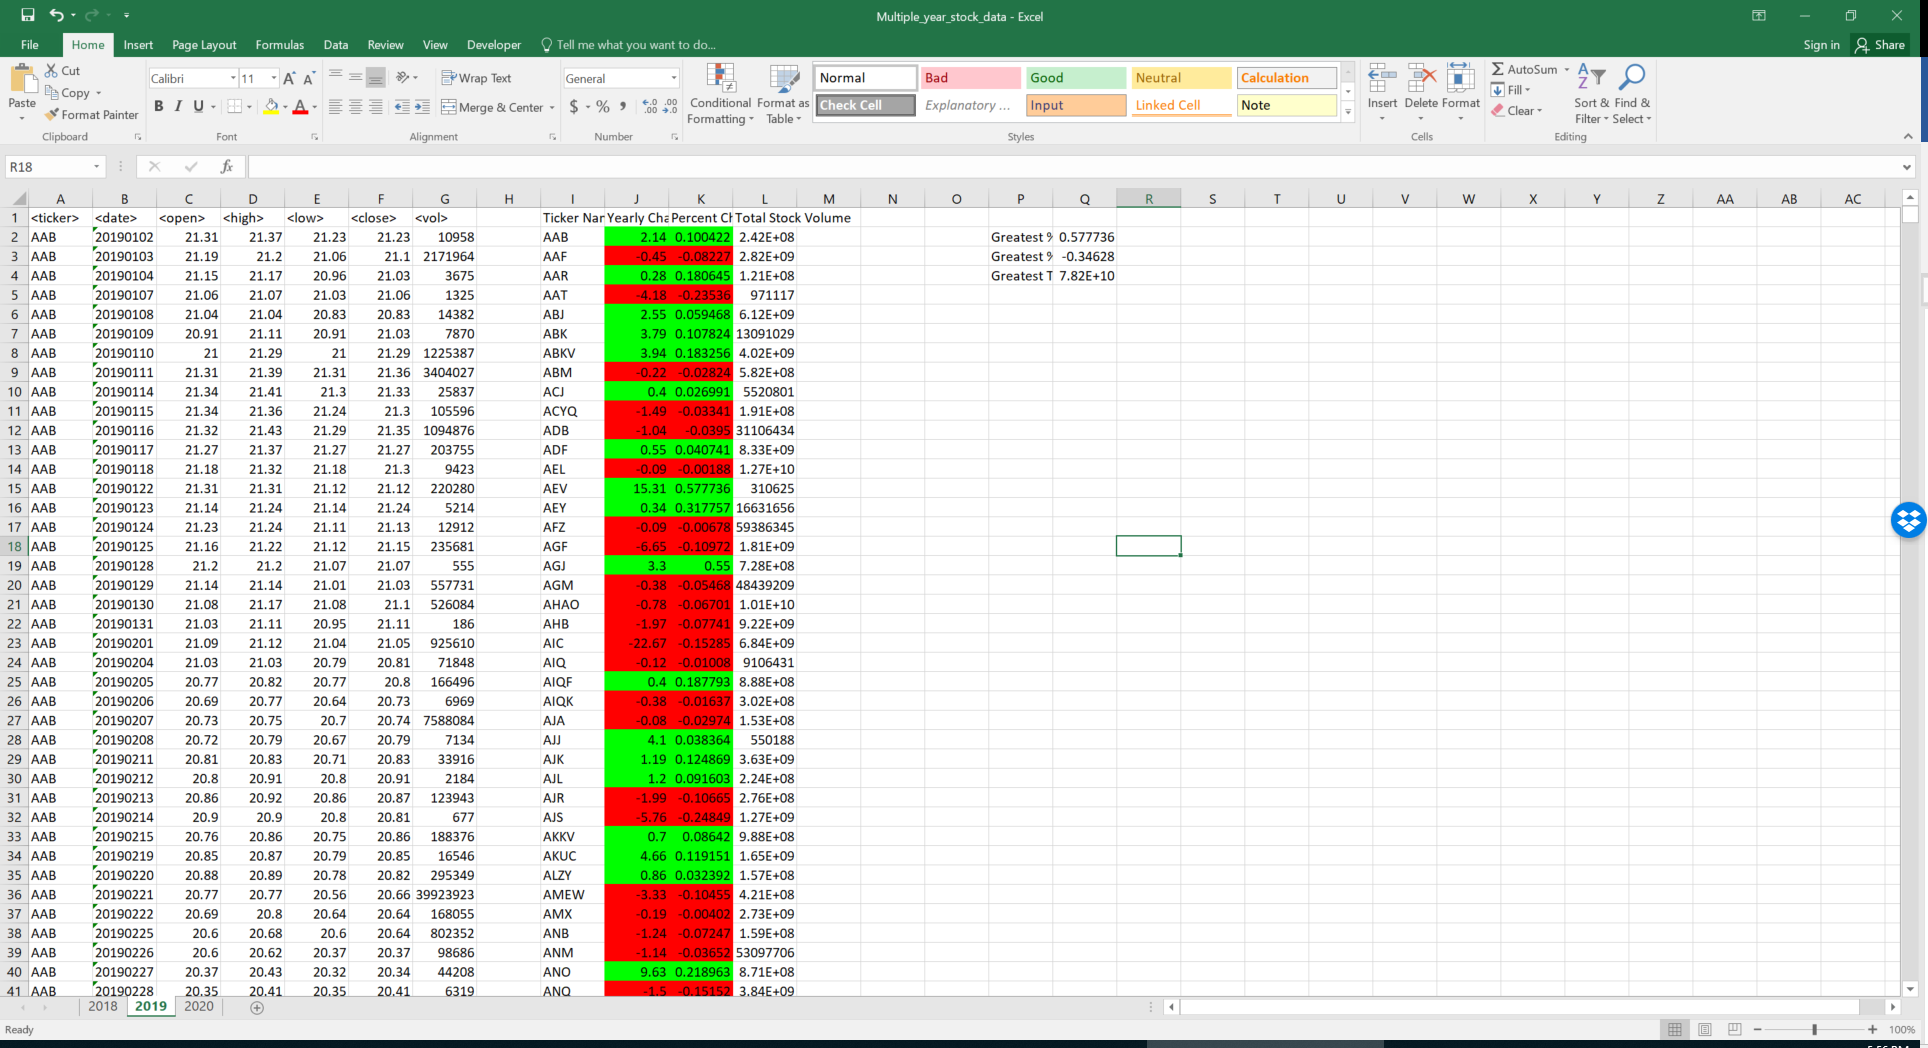 Multiple_year_stock_data - Excel
File Home Insert Page Layout Formulas Data Review View Developer Tell me what you want to do... Sign in Share
Cut Calibri 11 A A Wrap Text General Normal Bad Good Neutral Calculation AutoSum
Copy Fill
Paste Format Painter B I U A Merge & Center $ % , Conditional Formatting Format as Table Check Cell Explanatory ... Input Linked Cell Note Insert Delete Format Clear Sort & Filter Find & Select
Clipboard Font Alignment Number Styles Cells Editing
R18 fx
A B C D E F G H I J K L M N O P Q R S T U V W X Y Z AA AB AC
1 <ticker> <date> <open> <high> <low> <close> <vol> Ticker Nar Yearly Cha Percent Ch Total Stock Volume
2 AAB 20190102 21.31 21.37 21.23 21.23 10958 AAB 2.14 0.100422 2.42E+08 Greatest % 0.577736
3 AAB 20190103 21.19 21.2 21.06 21.1 2171964 AAF -0.45 -0.08227 2.82E+09 Greatest % -0.34628
4 AAB 20190104 21.15 21.17 20.96 21.03 3675 AAR 0.28 0.180645 1.21E+08 Greatest T 7.82E+10
5 AAB 20190107 21.06 21.07 21.03 21.06 1325 AAT -4.18 -0.23536 971117
6 AAB 20190108 21.04 21.04 20.83 20.83 14382 ABJ 2.55 0.059468 6.12E+09
7 AAB 20190109 20.91 21.11 20.91 21.03 7870 ABK 3.79 0.107824 13091029
8 AAB 20190110 21 21.29 21 21.29 1225387 ABKV 3.94 0.183256 4.02E+09
9 AAB 20190111 21.31 21.39 21.31 21.36 3404027 ABM -0.22 -0.02824 5.82E+08
10 AAB 20190114 21.34 21.41 21.3 21.33 25837 ACJ 0.4 0.026991 5520801
11 AAB 20190115 21.34 21.36 21.24 21.3 105596 ACYQ -1.49 -0.03341 1.91E+08
12 AAB 20190116 21.32 21.43 21.29 21.35 1094876 ADB -1.04 -0.0395 31106434
13 AAB 20190117 21.27 21.37 21.27 21.27 203755 ADF 0.55 0.040741 8.33E+09
14 AAB 20190118 21.18 21.32 21.18 21.3 9423 AEL -0.09 -0.00188 1.27E+10
15 AAB 20190122 21.31 21.31 21.12 21.12 220280 AEV 15.31 0.577736 310625
16 AAB 20190123 21.14 21.24 21.14 21.24 5214 AEY 0.34 0.317757 16631656
17 AAB 20190124 21.23 21.24 21.11 21.13 12912 AFZ -0.09 -0.00678 59386345
18 AAB 20190125 21.16 21.22 21.12 21.15 235681 AGF -6.65 -0.10972 1.81E+09
19 AAB 20190128 21.2 21.2 21.07 21.07 555 AGJ 3.3 0.55 7.28E+08
20 AAB 20190129 21.14 21.14 21.01 21.03 557731 AGM -0.38 -0.05468 48439209
21 AAB 20190130 21.08 21.17 21.08 21.1 526084 AHAO -0.78 -0.06701 1.01E+10
22 AAB 20190131 21.03 21.11 20.95 21.11 186 AHB -1.97 -0.07741 9.22E+09
23 AAB 20190201 21.09 21.12 21.04 21.05 925610 AIC -22.67 -0.15285 6.84E+09
24 AAB 20190204 21.03 21.03 20.79 20.81 71848 AIQ -0.12 -0.01008 9106431
25 AAB 20190205 20.77 20.82 20.77 20.8 166496 AIQF 0.4 0.187793 8.88E+08
26 AAB 20190206 20.69 20.77 20.64 20.73 6969 AIQK -0.38 -0.01637 3.02E+08
27 AAB 20190207 20.73 20.75 20.7 20.74 7588084 AJA -0.08 -0.02974 1.53E+08
28 AAB 20190208 20.72 20.79 20.67 20.79 7134 AJJ 4.1 0.038364 550188
29 AAB 20190211 20.81 20.83 20.71 20.83 33916 AJK 1.19 0.124869 3.63E+09
30 AAB 20190212 20.8 20.91 20.8 20.91 2184 AJL 1.2 0.091603 2.24E+08
31 AAB 20190213 20.86 20.92 20.86 20.87 123943 AJR -1.99 -0.10665 2.76E+08
32 AAB 20190214 20.9 20.9 20.8 20.81 677 AJS -5.76 -0.24849 1.27E+09
33 AAB 20190215 20.76 20.86 20.75 20.86 188376 AKKV 0.7 0.08642 9.88E+08
34 AAB 20190219 20.85 20.87 20.79 20.85 16546 AKUC 4.66 0.119151 1.65E+09
35 AAB 20190220 20.88 20.89 20.78 20.82 295349 ALZY 0.86 0.032392 1.57E+08
36 AAB 20190221 20.77 20.77 20.56 20.66 39923923 AMEW -3.33 -0.10455 4.21E+08
37 AAB 20190222 20.69 20.8 20.64 20.64 168055 AMX -0.19 -0.00402 2.73E+09
38 AAB 20190225 20.6 20.68 20.6 20.64 802352 ANB -1.24 -0.07247 1.59E+08
39 AAB 20190226 20.6 20.62 20.37 20.37 98686 ANM -1.14 -0.03652 53097706
40 AAB 20190227 20.37 20.43 20.32 20.34 44208 ANO 9.63 0.218963 8.71E+08
41 AAB 20190228 20.35 20.41 20.35 20.41 6319 ANQ -1.5 -0.15152 3.84E+09
2018 2019 2020
Ready 100%